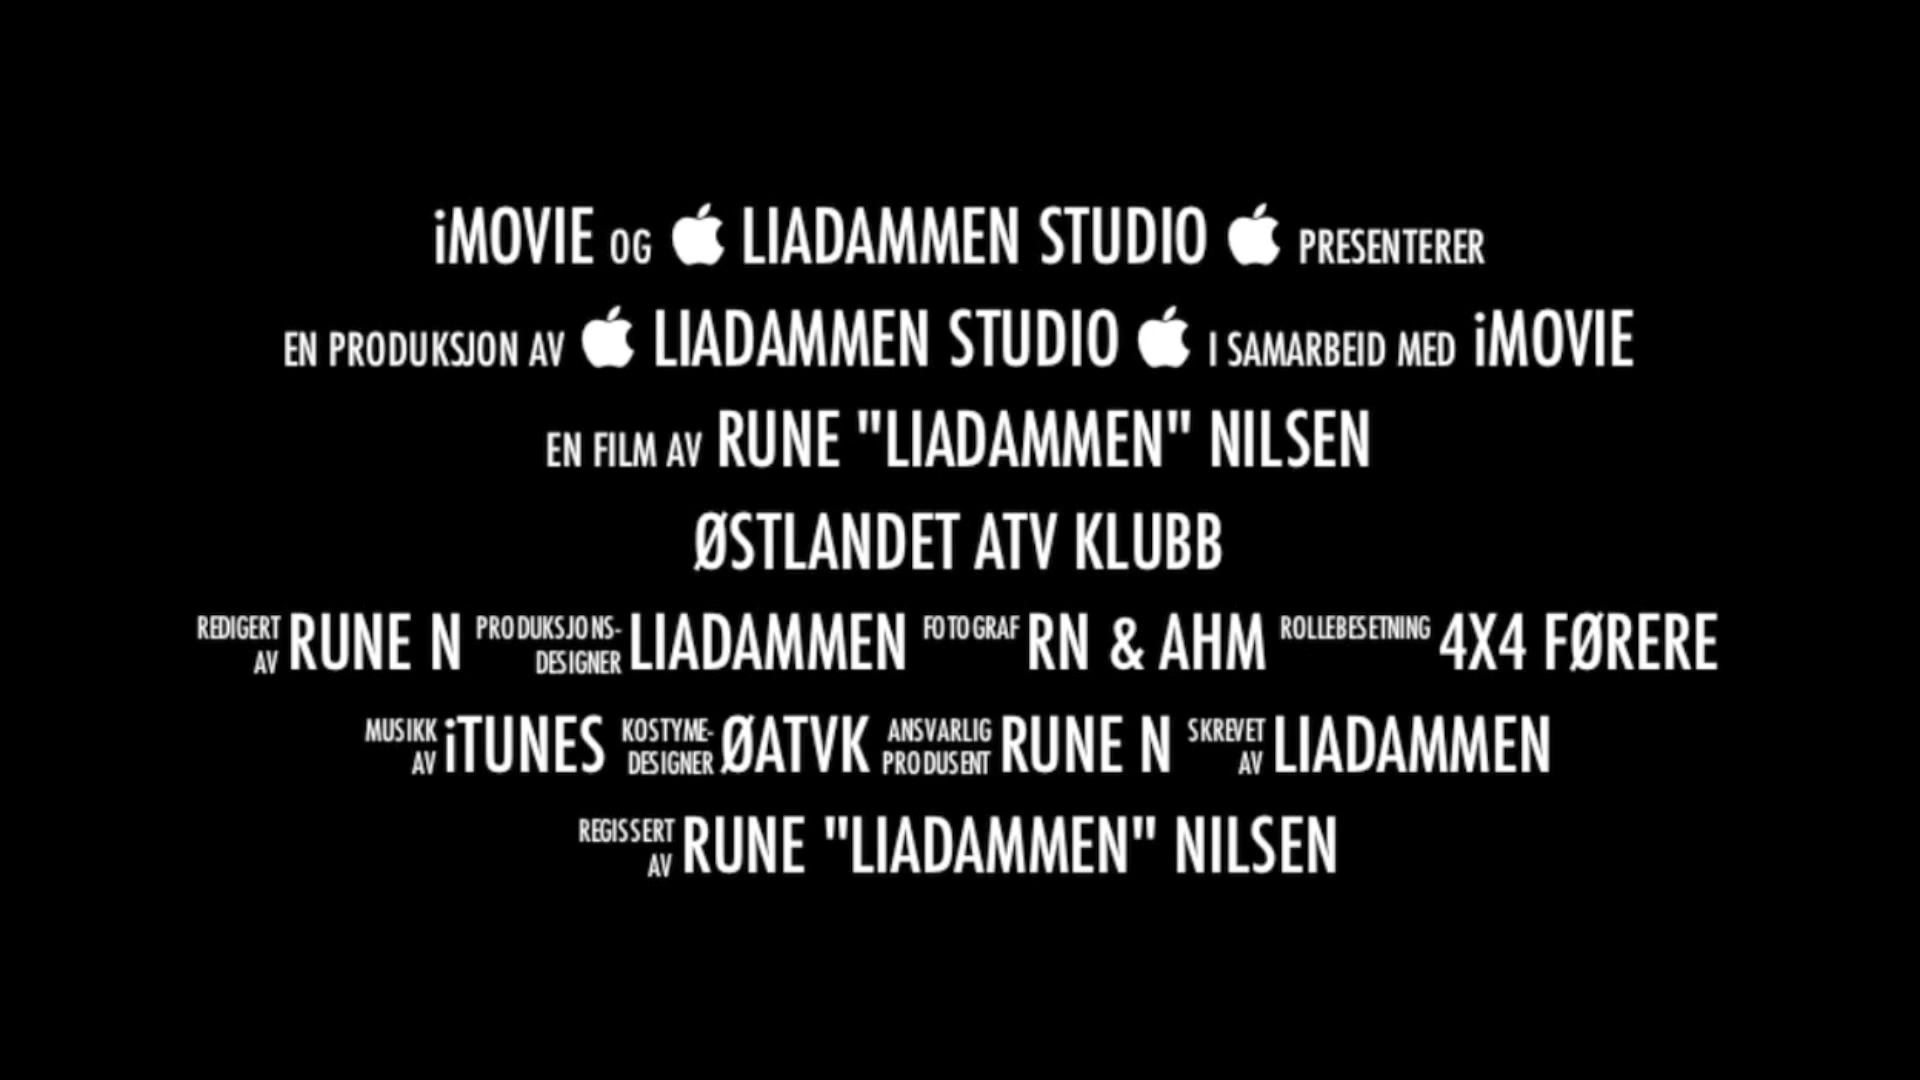 iMOVIE OG  LIADAMMEN STUDIO  PRESENTERER
EN PRODUKSJON AV  LIADAMMEN STUDIO  I SAMARBEID MED iMOVIE
EN FILM AV RUNE "LIADAMMEN" NILSEN
ØSTLANDET ATV KLUBB
REDIGERT AV RUNE N PRODUKSJONS-DESIGNER LIADAMMEN FOTOGRAF RN & AHM ROLLEBESETNING 4X4 FØRERE
MUSIKK AV iTUNES KOSTYME-DESIGNER ØATVK ANSVARLIG PRODUSENT RUNE N SKREVET AV LIADAMMEN
REGISSERT AV RUNE "LIADAMMEN" NILSEN